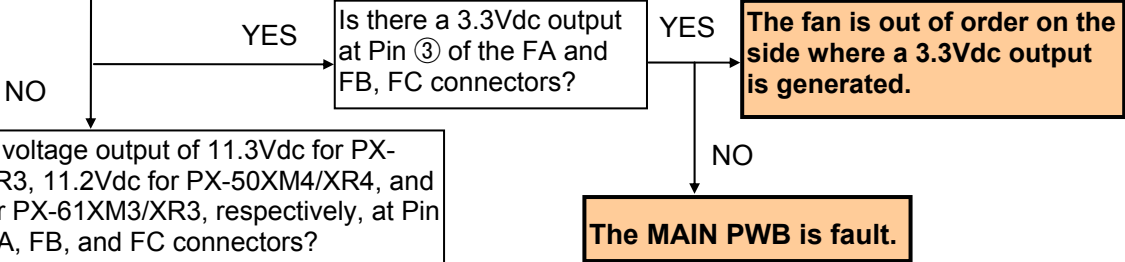 YES
Is there a 3.3Vdc output
at Pin ③ of the FA and
FB, FC connectors?
YES
The fan is out of order on the
side where a 3.3Vdc output
is generated.
NO
voltage output of 11.3Vdc for PX-
R3, 11.2Vdc for PX-50XM4/XR4, and
r PX-61XM3/XR3, respectively, at Pin
A, FB, and FC connectors?
NO
The MAIN PWB is fault.